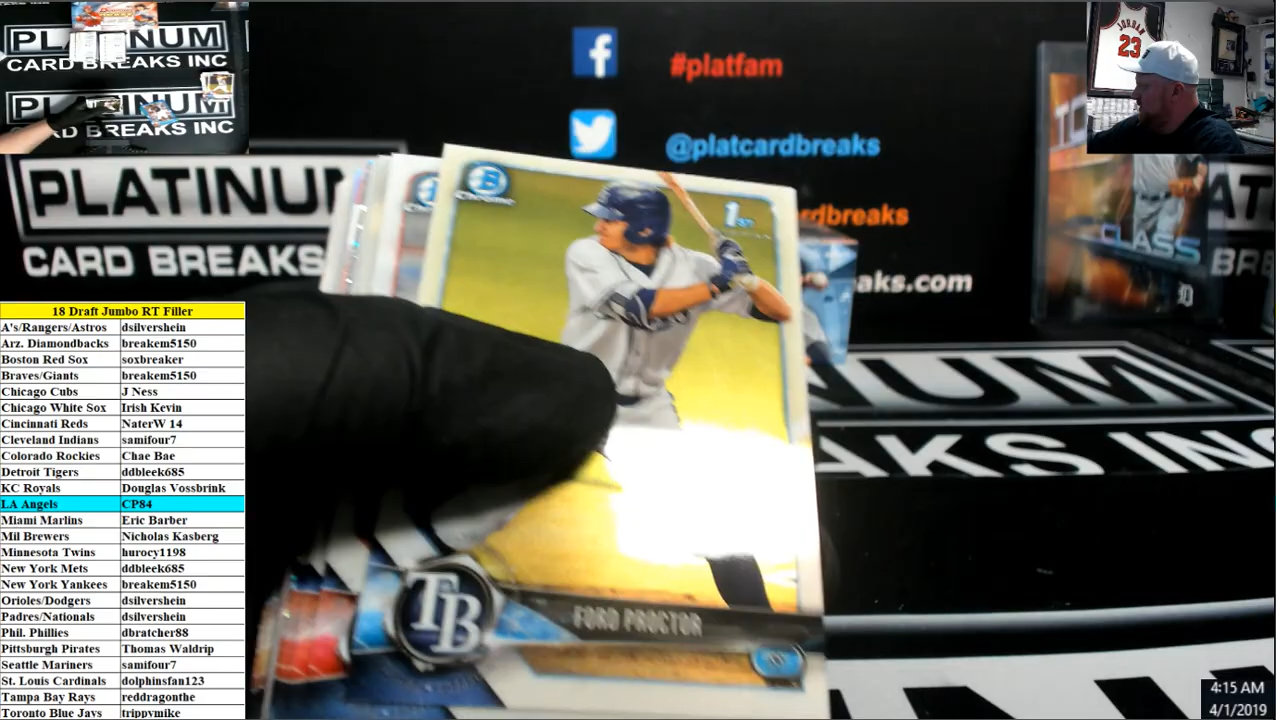 PLATINUM
CARD BREAKS INC
PLATINUM
CARD BREAKS INC
#platfam
@platcardbreaks
rdbreaks
aks.com
JORDAN
23
CLASS
PLATINUM
CARD BREAKS
B
Chrome
1st
TB
FORD PROCTOR
NUM
AKS INC
18 Draft Jumbo RT Filler
A's/Rangers/Astros dsilvershein
Arz. Diamondbacks breakem5150
Boston Red Sox soxbreaker
Braves/Giants breakem5150
Chicago Cubs J Ness
Chicago White Sox Irish Kevin
Cincinnati Reds NaterW 14
Cleveland Indians samifour7
Colorado Rockies Chae Bae
Detroit Tigers ddbleek685
KC Royals Douglas Vossbrink
LA Angels CP84
Miami Marlins Eric Barber
Mil Brewers Nicholas Kasberg
Minnesota Twins hurocy1198
New York Mets ddbleek685
New York Yankees breakem5150
Orioles/Dodgers dsilvershein
Padres/Nationals dsilvershein
Phil. Phillies dbratcher88
Pittsburgh Pirates Thomas Waldrip
Seattle Mariners samifour7
St. Louis Cardinals dolphinsfan123
Tampa Bay Rays reddragonthe
Toronto Blue Jays trippymike
4:15 AM
4/1/2019